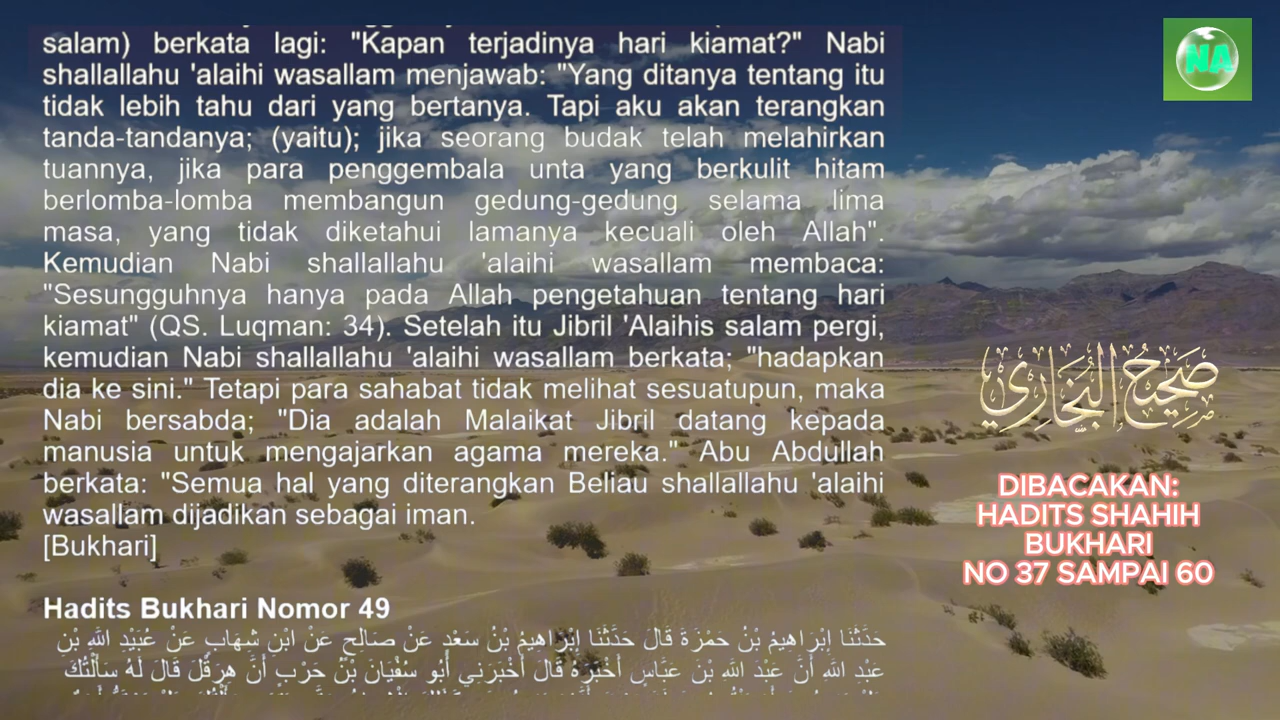 salam) berkata lagi: "Kapan terjadinya hari kiamat?" Nabi
shallallahu 'alaihi wasallam menjawab: "Yang ditanya tentang itu
tidak lebih tahu dari yang bertanya. Tapi aku akan terangkan
tanda-tandanya; (yaitu); jika seorang budak telah melahirkan
tuannya, jika para penggembala unta yang berkulit hitam
berlomba-lomba membangun gedung-gedung selama lima
masa, yang tidak diketahui lamanya kecuali oleh Allah".
Kemudian Nabi shallallahu 'alaihi wasallam membaca:
"Sesungguhnya hanya pada Allah pengetahuan tentang hari
kiamat" (QS. Luqman: 34). Setelah itu Jibril 'Alaihis salam pergi,
kemudian Nabi shallallahu 'alaihi wasallam berkata; "hadapkan
dia ke sini." Tetapi para sahabat tidak melihat sesuatupun, maka
Nabi bersabda; "Dia adalah Malaikat Jibril datang kepada
manusia untuk mengajarkan agama mereka." Abu Abdullah
berkata: "Semua hal yang diterangkan Beliau shallallahu 'alaihi
wasallam dijadikan sebagai iman.
[Bukhari]
Hadits Bukhari Nomor 49
حَدَّثَنَا إِبْرَاهِيمُ بْنُ حَمْزَةَ قَالَ حَدَّثَنَا إِبْرَاهِيمُ بْنُ سَعْدٍ عَنْ صَالِحٍ عَنْ ابْنِ شِهَابٍ عَنْ عُبَيْدِ اللَّهِ بْنِ
عَبْدِ اللَّهِ أَنَّ عَبْدَ اللَّهِ بْنَ عَبَّاسٍ أَخْبَرَهُ قَالَ أَخْبَرَنِي أَبُو سُفْيَانَ بْنُ حَرْبٍ أَنَّ هِرَقْلَ قَالَ لَهُ سَأَلْتُكَ
NA
صَحِيحُ البُخَارِي
DIBACAKAN:
HADITS SHAHIH
BUKHARI
NO 37 SAMPAI 60